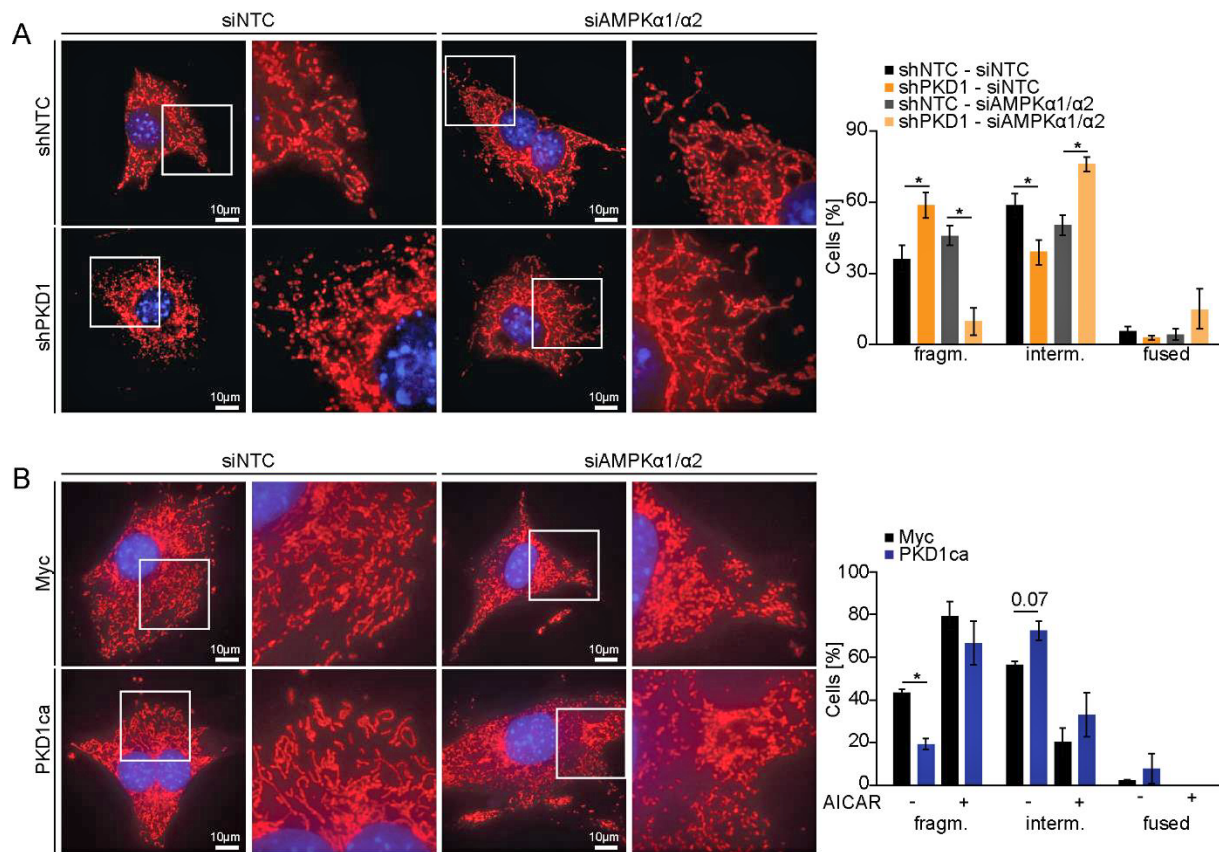 A
siNTC
siAMPKα1/α2
shNTC
10µm
10µm
shPKD1
10µm
10µm
shNTC - siNTC
shPKD1 - siNTC
shNTC - siAMPKα1/α2
shPKD1 - siAMPKα1/α2
Cells [%]
90
60
30
0
*
*
*
*
fragm.
interm.
fused
B
siNTC
siAMPKα1/α2
Myc
10µm
10µm
PKD1ca
10µm
10µm
Myc
PKD1ca
Cells [%]
100
80
60
40
20
0
*
0.07
AICAR - + - + - +
fragm.
interm.
fused